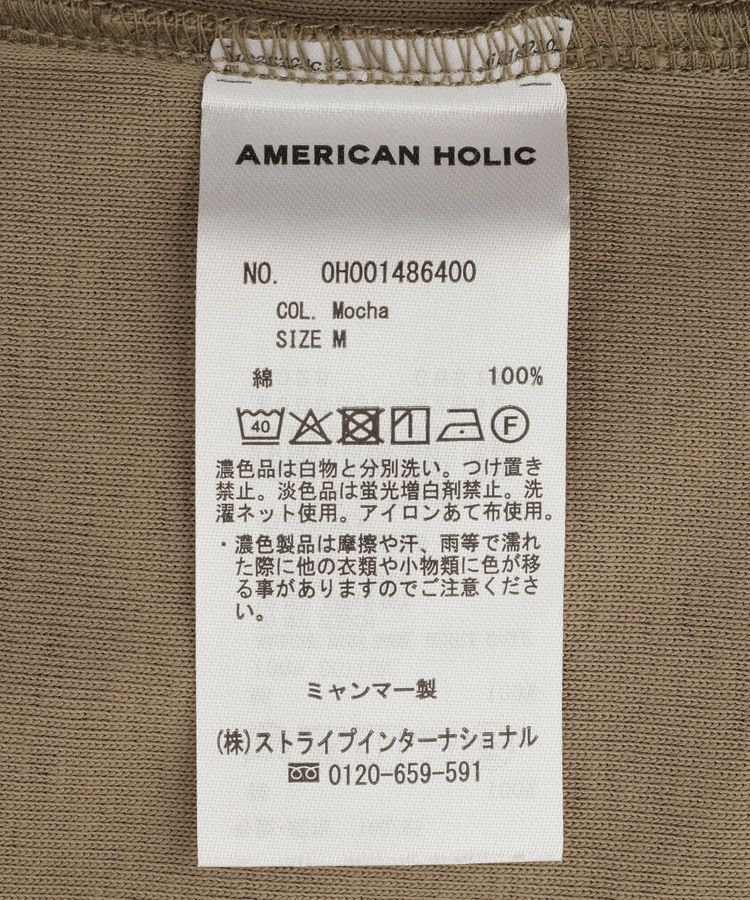 AMERICAN HOLIC
NO. 0H001486400
COL. Mocha
SIZE M
綿 100%
40 F
濃色品は白物と分別洗い。つけ置き
禁止。淡色品は蛍光増白剤禁止。洗
濯ネット使用。アイロンあて布使用。
・濃色製品は摩擦や汗、雨等で濡れ
た際に他の衣類や小物類に色が移
る事がありますのでご注意くださ
い。
ミャンマー製
(株)ストライプインターナショナル
0120-659-591